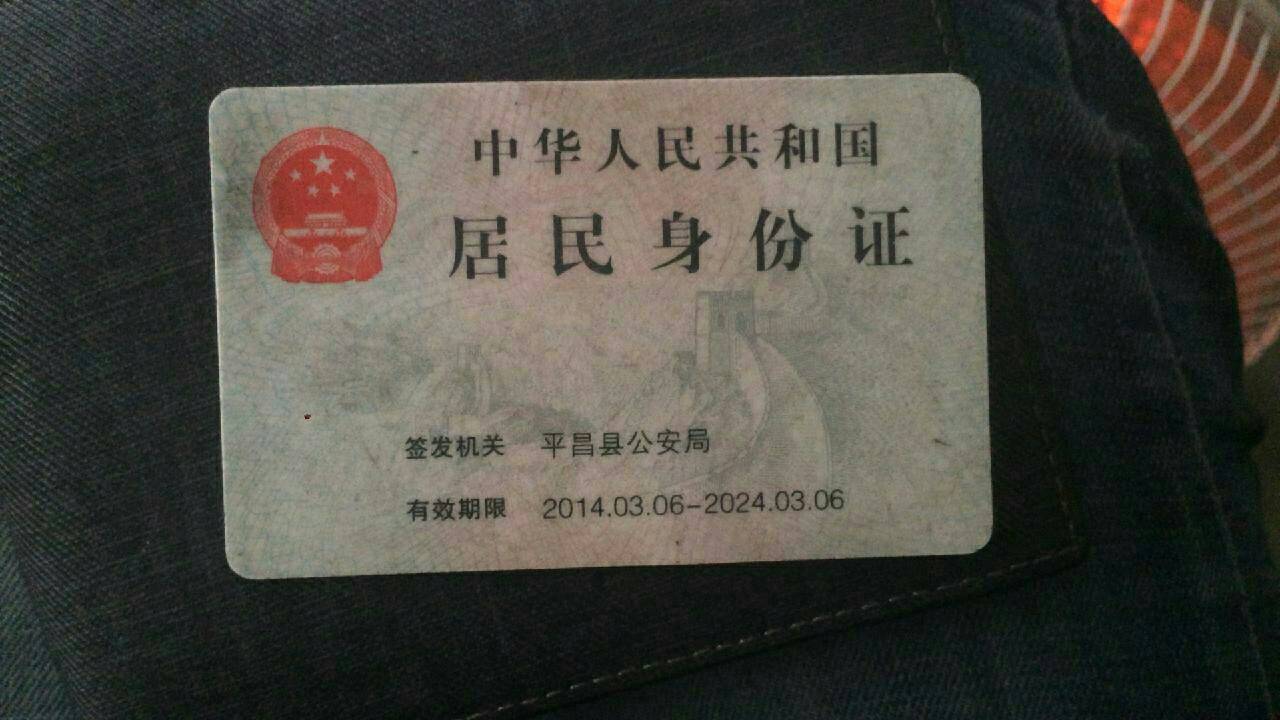 中华人民共和国
居民身份证
签发机关 平昌县公安局
有效期限 2014.03.06-2024.03.06